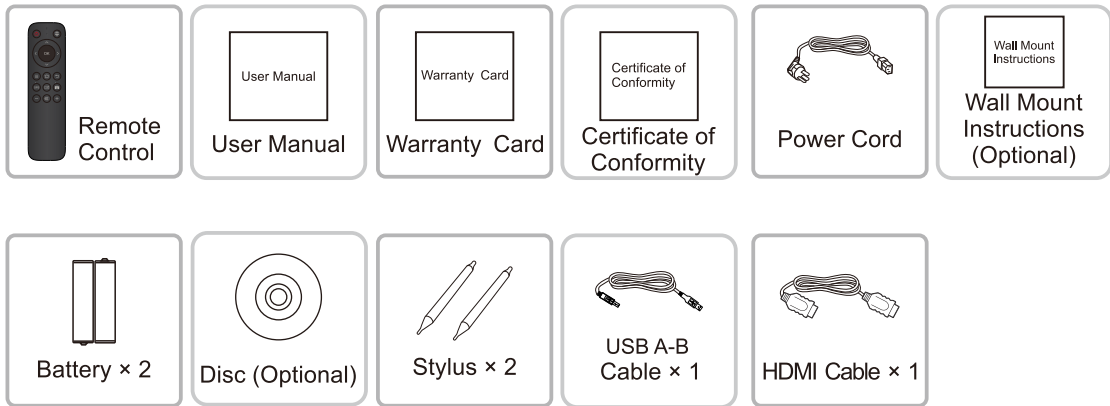 OK
Remote
Control
User Manual
User Manual
Warranty Card
Warranty Card
Certificate of
Conformity
Certificate of
Conformity
Power Cord
Wall Mount
Instructions
Wall Mount
Instructions
(Optional)
Battery × 2
Disc (Optional)
Stylus × 2
USB A-B
Cable × 1
HDMI Cable × 1